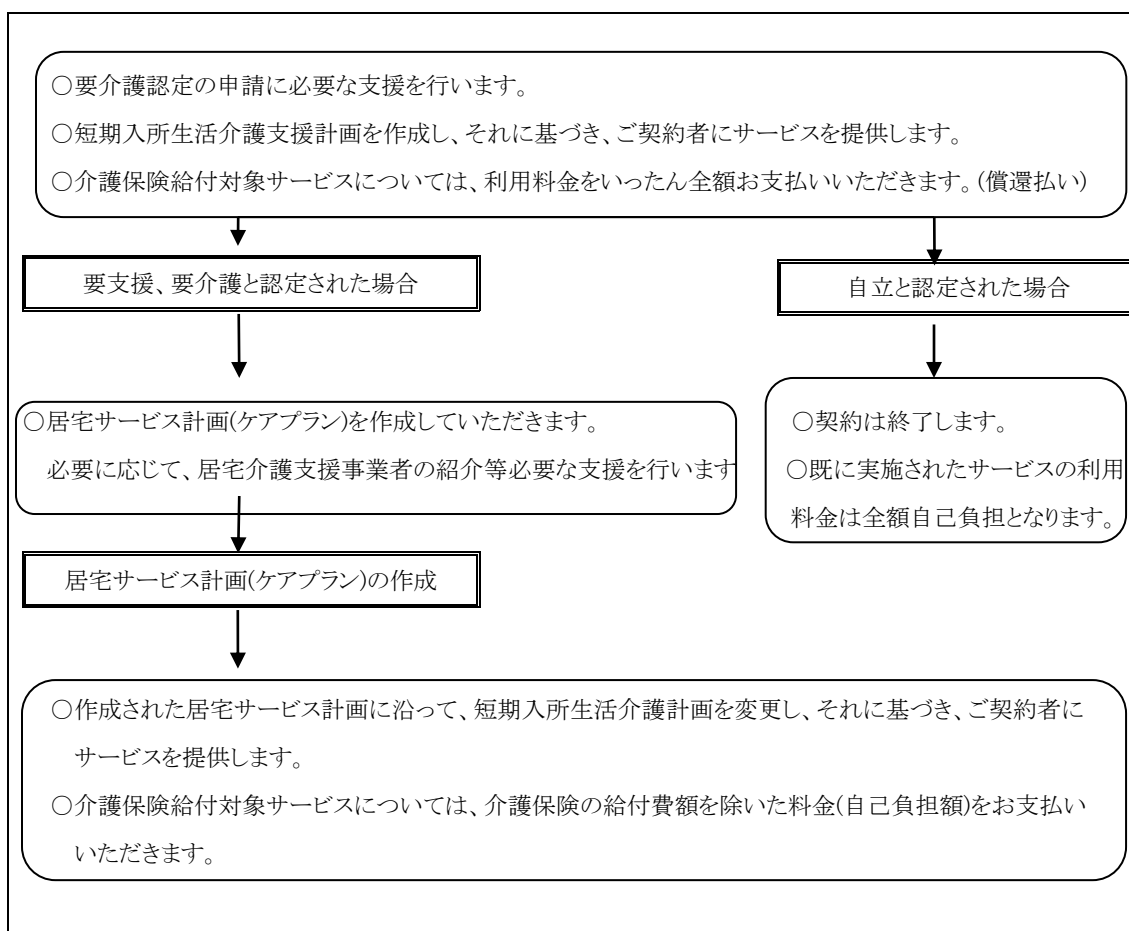 ○要介護認定の申請に必要な支援を行います。
○短期入所生活介護支援計画を作成し、それに基づき、ご契約者にサービスを提供します。
○介護保険給付対象サービスについては、利用料金をいったん全額お支払いいただきます。(償還払い)
要支援、要介護と認定された場合
自立と認定された場合
○居宅サービス計画(ケアプラン)を作成していただきます。
必要に応じて、居宅介護支援事業者の紹介等必要な支援を行います
○契約は終了します。
○既に実施されたサービスの利用
料金は全額自己負担となります。
居宅サービス計画(ケアプラン)の作成
○作成された居宅サービス計画に沿って、短期入所生活介護計画を変更し、それに基づき、ご契約者に
サービスを提供します。
○介護保険給付対象サービスについては、介護保険の給付費額を除いた料金(自己負担額)をお支払い
いただきます。